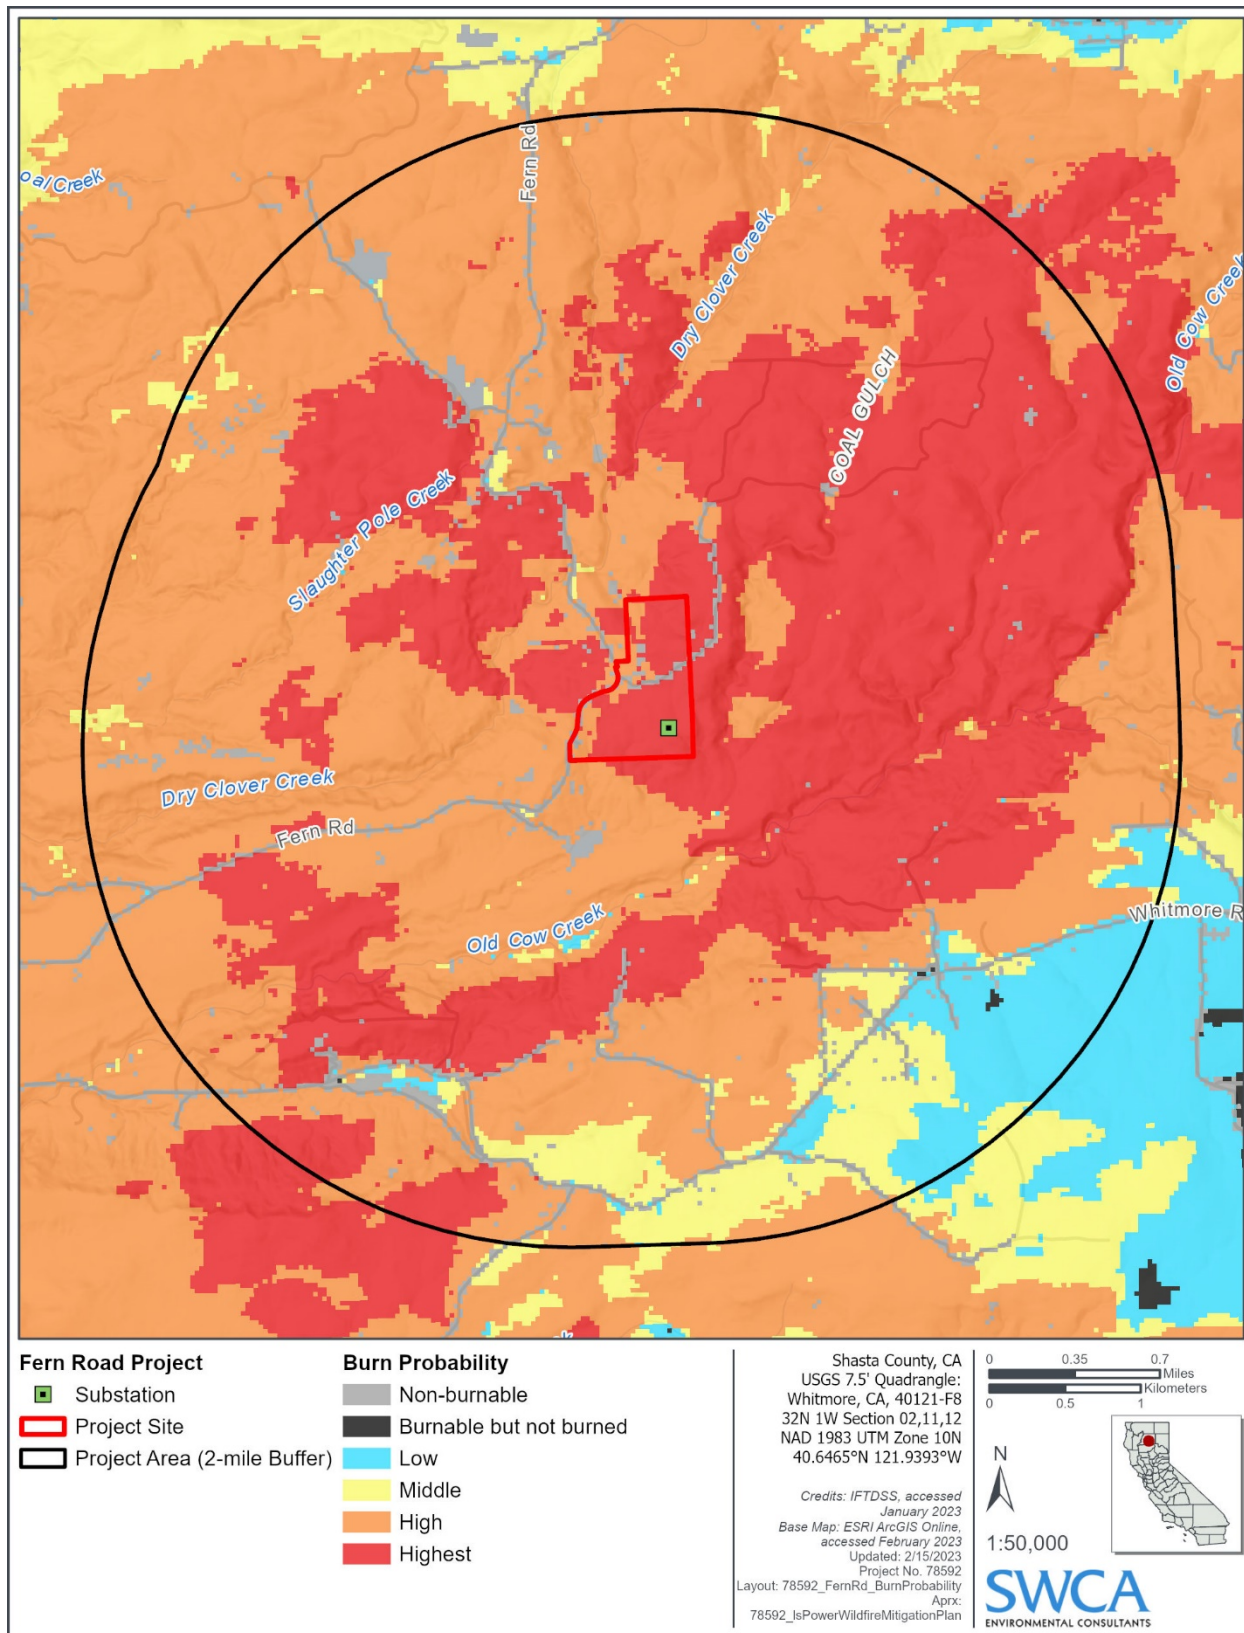 Fern Rd
oal Creek
Dry Clover Creek
Old Cow Creek
COAL GULCH
Slaughter Pole Creek
Dry Clover Creek
Fern Rd
Old Cow Creek
Whitmore R
Fern Road Project
Substation
Project Site
Project Area (2-mile Buffer)
Burn Probability
Non-burnable
Burnable but not burned
Low
Middle
High
Highest
Shasta County, CA
USGS 7.5' Quadrangle:
Whitmore, CA, 40121-F8
32N 1W Section 02,11,12
NAD 1983 UTM Zone 10N
40.6465°N 121.9393°W
Credits: IFTDSS, accessed
January 2023
Base Map: ESRI ArcGIS Online,
accessed February 2023
Updated: 2/15/2023
Project No. 78592
Layout: 78592_FernRd_BurnProbability
Aprx:
78592_lsPowerWildfireMitigationPlan
0 0.35 0.7
Miles
Kilometers
0 0.5 1
N
1:50,000
SWCA
ENVIRONMENTAL CONSULTANTS